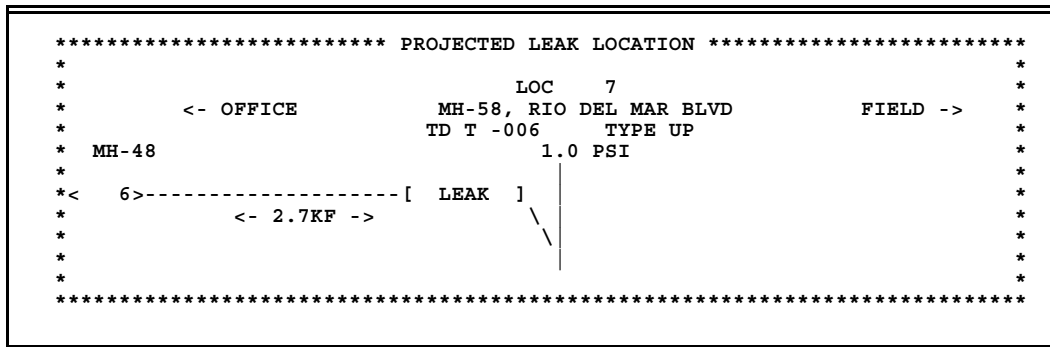 ************************** PROJECTED LEAK LOCATION *************************
* *
* LOC 7 *
* <- OFFICE MH-58, RIO DEL MAR BLVD FIELD -> *
* TD T -006 TYPE UP *
* MH-48 1.0 PSI *
* | *
*< 6>--------------------[ LEAK ] | *
* <- 2.7KF -> \ | *
* \| *
* | *
* *
****************************************************************************